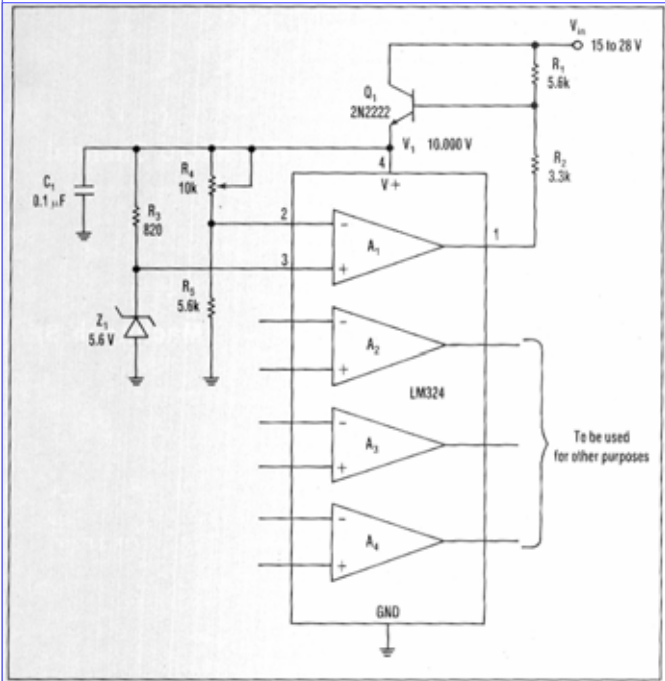 Vin
15 to 28 V
R1
5.6k
Q1
2N2222
V1 10.000 V
4
V+
R2
3.3k
C1
0.1 μF
R4
10k
R3
820
2
−
A1
1
3
+
R5
5.6k
Z1
5.6 V
−
A2
+
LM324
−
A3
+
To be used
for other purposes
−
A4
+
GND